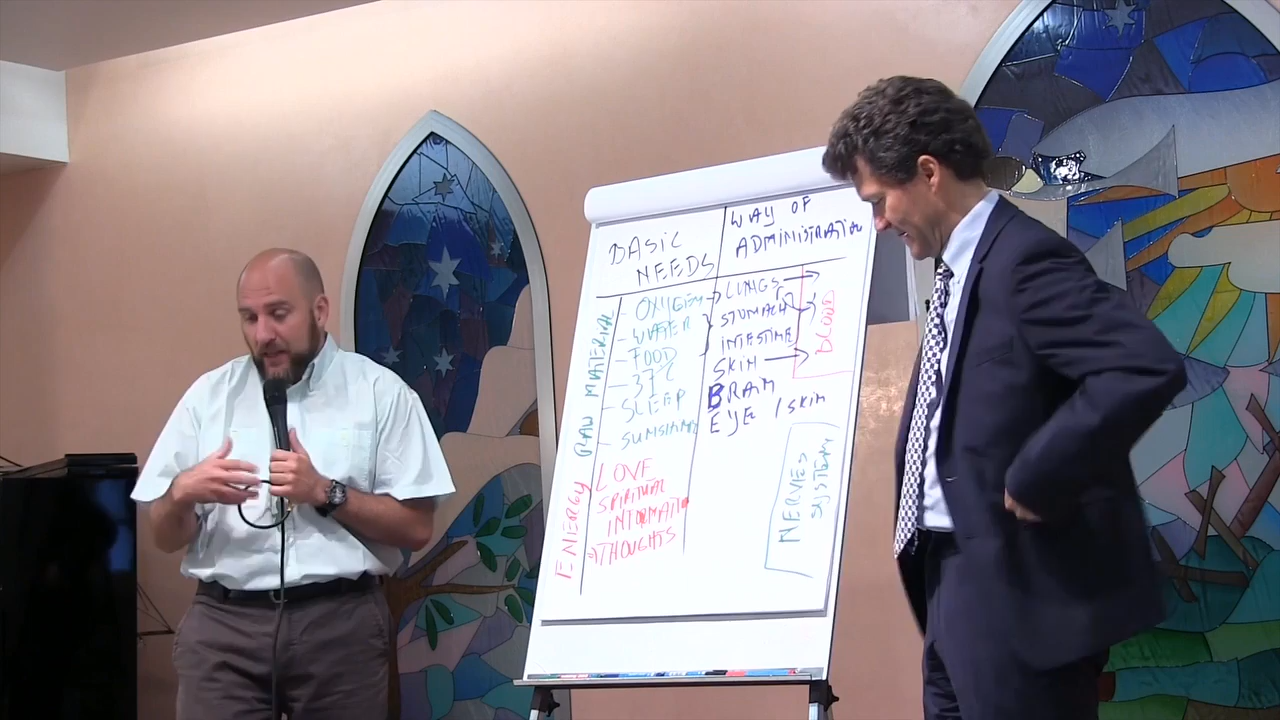 BASIC
NEEDS
WAY OF
ADMINISTRATION
RAW MATERIAL
- OXYGEN
- WATER
- FOOD
- 37°C
- SLEEP
- SUNSHINE
LUNGS
STOMACH
INTESTINE
SKIN
BRAIN
EYE / SKIN
BLOOD
ENERGY
LOVE
SPIRITUAL
INFORMATION
THOUGHTS
NERVES
SYSTEM